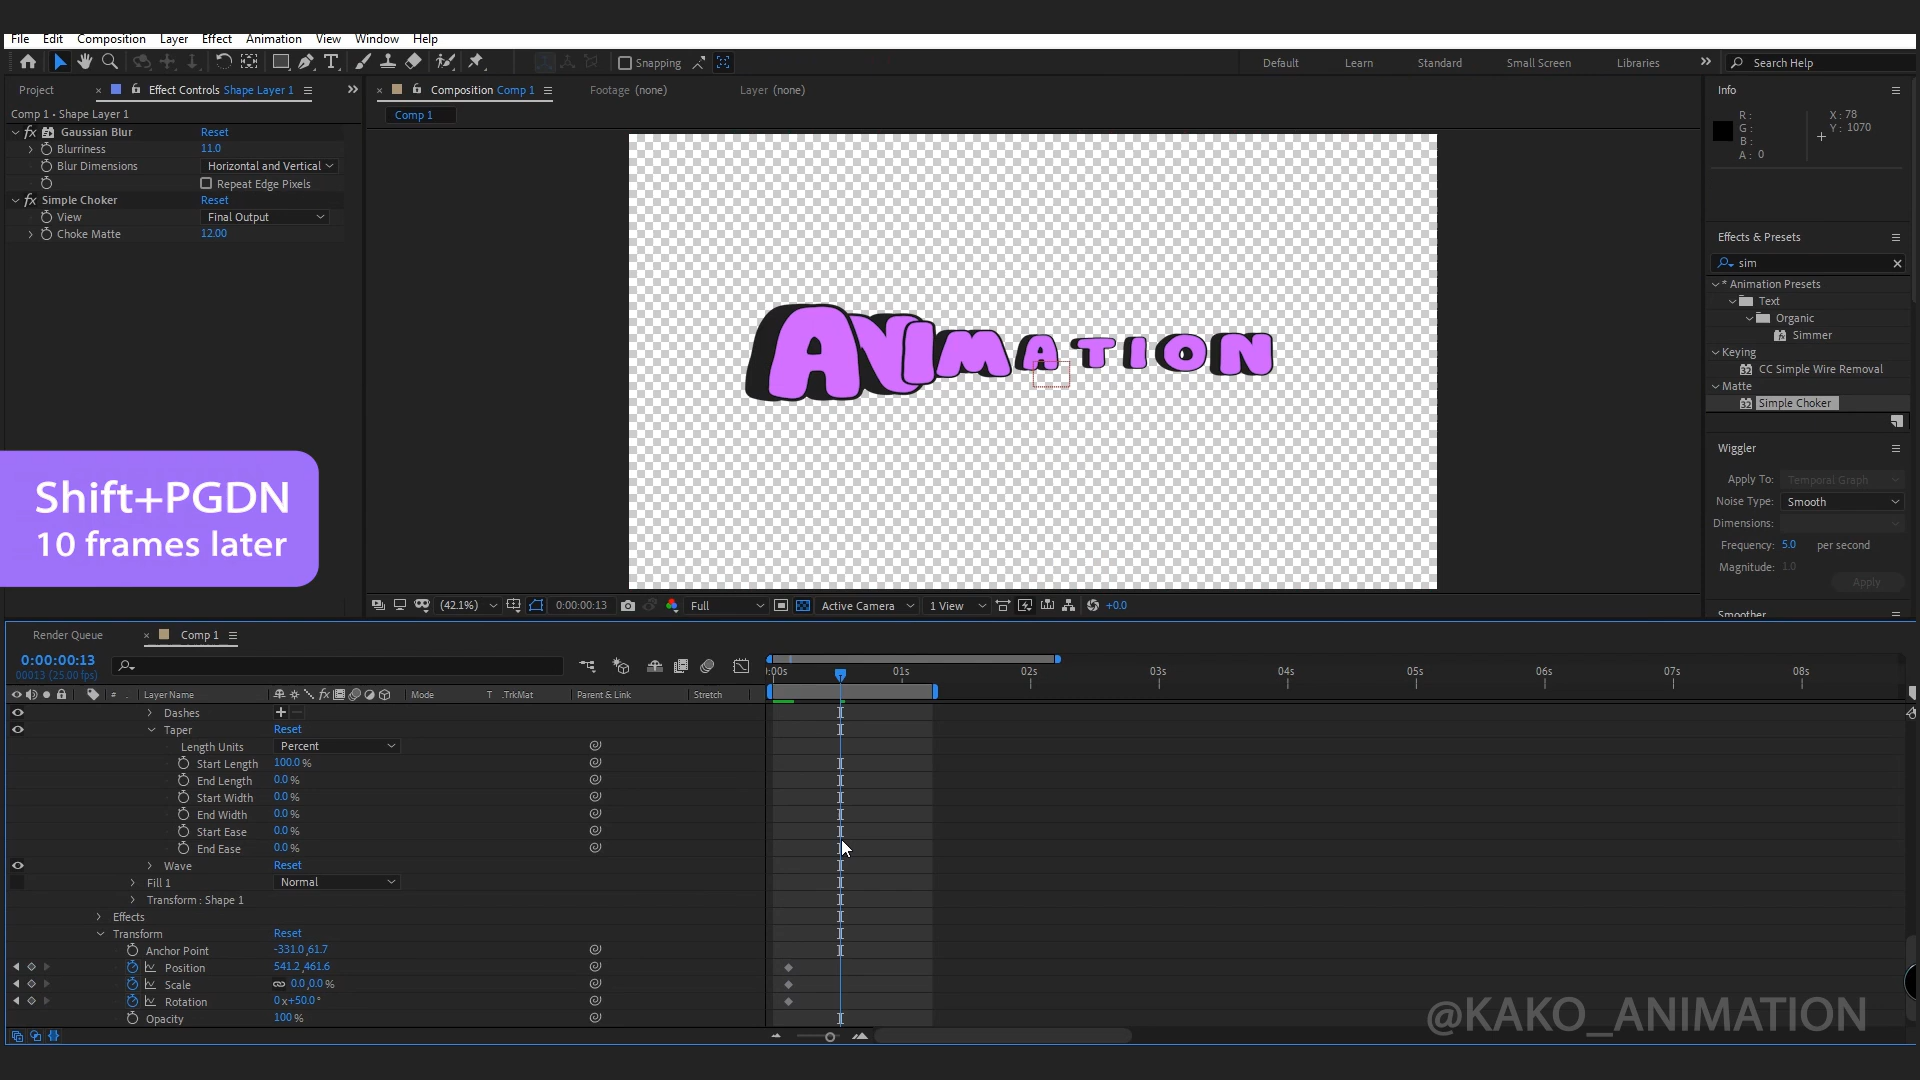 File Edit Composition Layer Effect Animation View Window Help
Snapping
Default Learn Standard Small Screen Libraries
Search Help
Project
Effect Controls Shape Layer 1
Comp 1 • Shape Layer 1
fx Gaussian Blur Reset
Blurriness 11.0
Blur Dimensions Horizontal and Vertical
Repeat Edge Pixels
fx Simple Choker Reset
View Final Output
Choke Matte 12.00
Shift+PGDN
10 frames later
Composition Comp 1
Footage (none)
Layer (none)
Comp 1
ANIMATION
(42.1%) 0:00:00:13 Full Active Camera 1 View +0.0
Info
R :
G :
B :
A : 0
X : 78
Y : 1070
Effects & Presets
sim
* Animation Presets
Text
Organic
Simmer
Keying
CC Simple Wire Removal
Matte
Simple Choker
Wiggler
Apply To: Temporal Graph
Noise Type: Smooth
Dimensions:
Frequency: 5.0 per second
Magnitude: 1.0
Apply
Smoother
Render Queue
Comp 1
0:00:00:13
00013 (25.00 fps)
:00s 01s 02s 03s 04s 05s 06s 07s 08s
# Layer Name fx Mode T .TrkMat Parent & Link Stretch
Dashes
Taper Reset
Length Units Percent
Start Length 100.0 %
End Length 0.0 %
Start Width 0.0 %
End Width 0.0 %
Start Ease 0.0 %
End Ease 0.0 %
Wave Reset
Fill 1 Normal
Transform : Shape 1
Effects
Transform Reset
Anchor Point -331.0,61.7
Position 541.2,461.6
Scale 0.0,0.0 %
Rotation 0x+50.0°
Opacity 100 %
@KAKO_ANIMATION